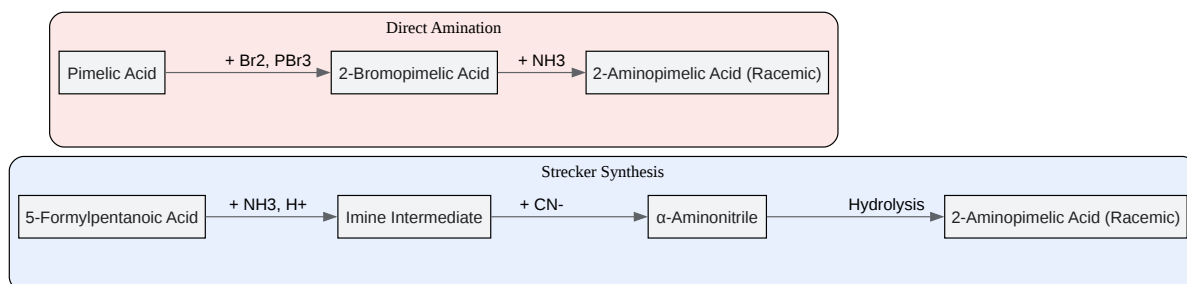 Direct Amination
Pimelic Acid
+ Br2, PBr3
2-Bromopimelic Acid
+ NH3
2-Aminopimelic Acid (Racemic)
Strecker Synthesis
5-Formylpentanoic Acid
+ NH3, H+
Imine Intermediate
+ CN-
α-Aminonitrile
Hydrolysis
2-Aminopimelic Acid (Racemic)